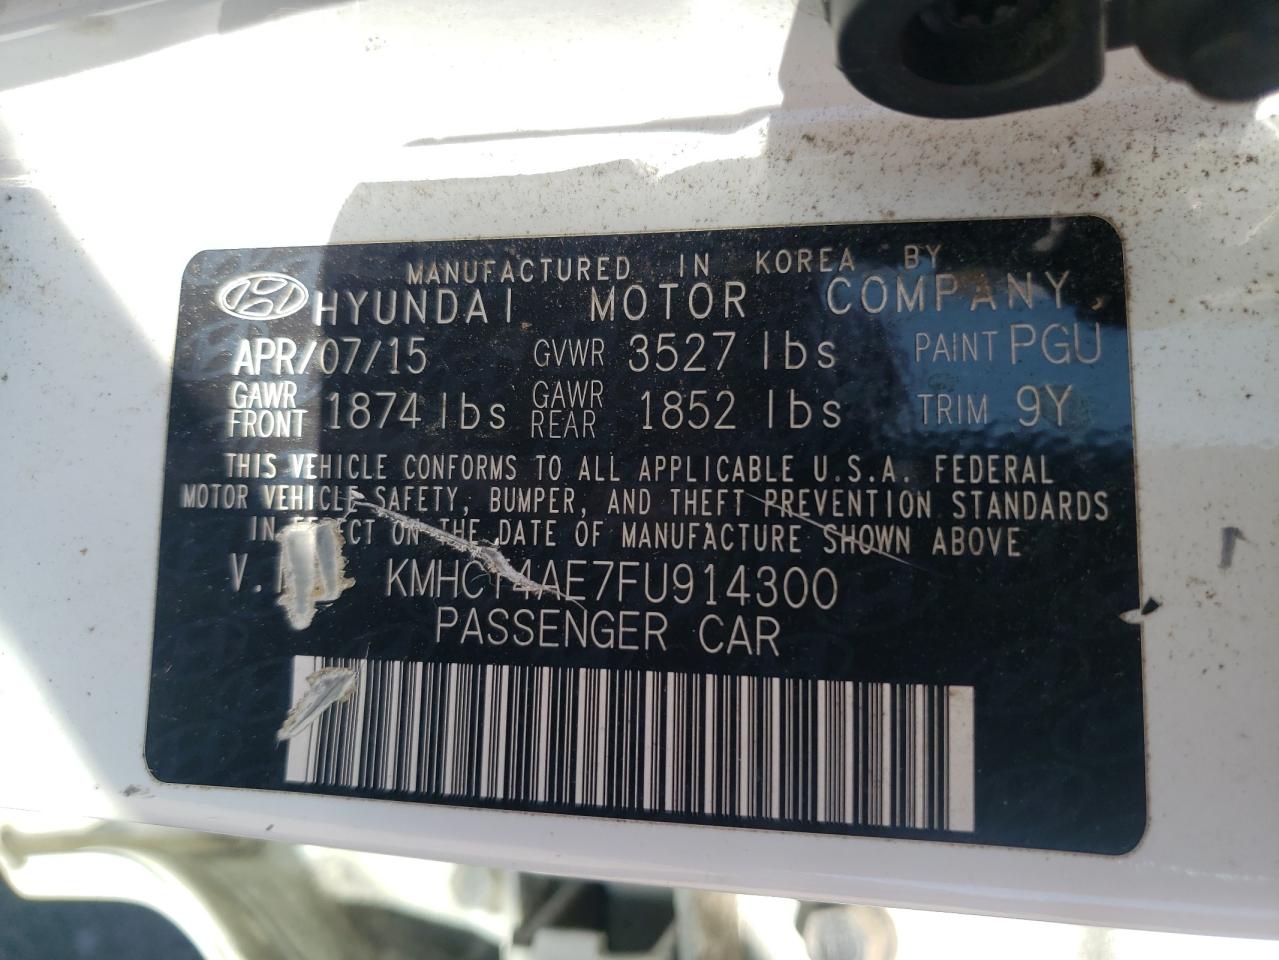 MANUFACTURED IN KOREA BY
HYUNDAI MOTOR COMPANY,
APR/07/15 GVWR 3527 lbs PAINT PGU
GAWR FRONT 1874 lbs GAWR REAR 1852 lbs TRIM 9Y
THIS VEHICLE CONFORMS TO ALL APPLICABLE U.S.A. FEDERAL
MOTOR VEHICLE SAFETY, BUMPER, AND THEFT PREVENTION STANDARDS
IN EFFECT ON THE DATE OF MANUFACTURE SHOWN ABOVE
V. KMHCT4AE7FU914300
PASSENGER CAR